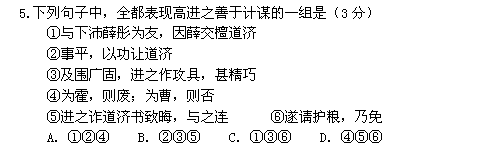 5.下列句子中，全都表现高进之善于计谋的一组是（3分）
①与下沛薛彤为友，因薛交檀道济
②事平，以功让道济
③及围广固，进之作攻具，甚精巧
④为霍，则废；为曹，则否
⑤进之诈道济书致晦，与之连 ⑥遂请护粮，乃免
A. ①②④ B. ②③⑤ C. ①③⑥ D. ④⑤⑥